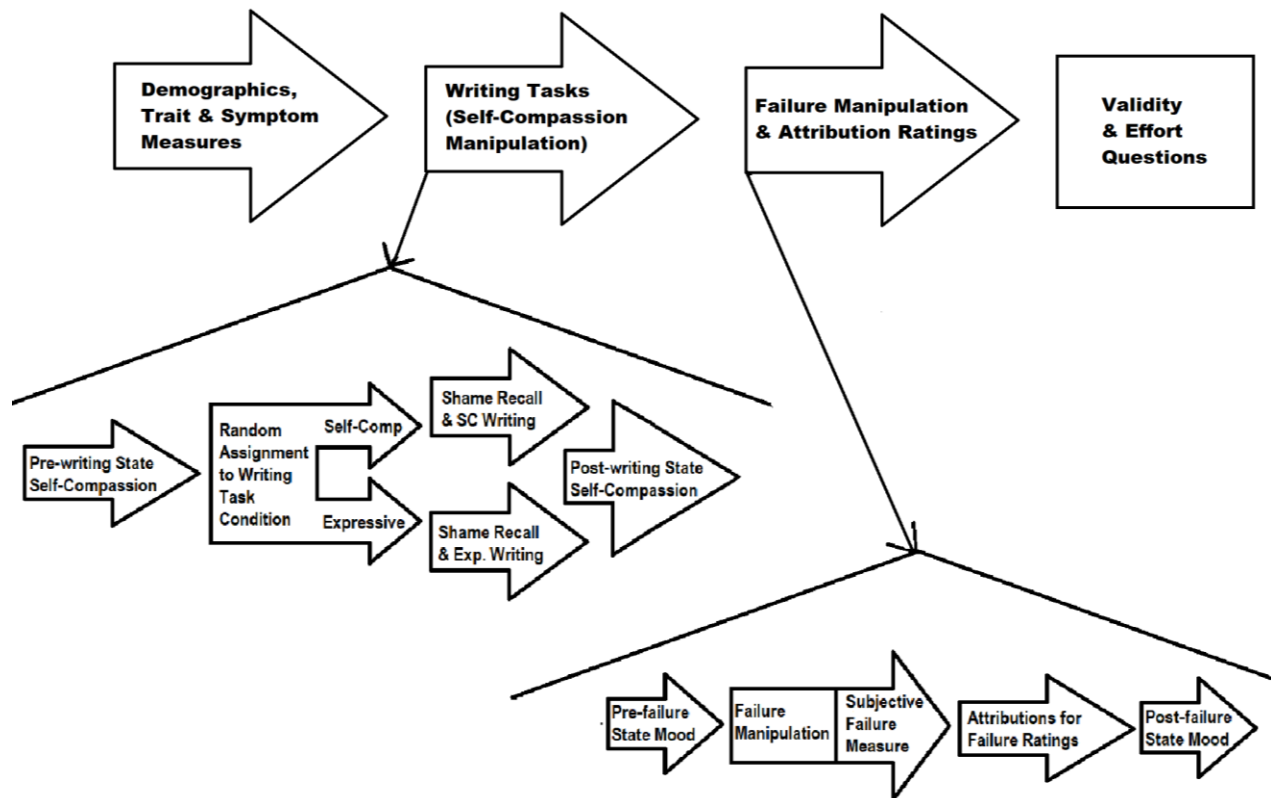 Demographics,
Trait & Symptom
Measures
Writing Tasks
(Self-Compassion
Manipulation)
Failure Manipulation
& Attribution Ratings
Validity
& Effort
Questions
Pre-writing State
Self-Compassion
Random
Assignment
to Writing
Task
Condition
Self-Comp
Expressive
Shame Recall
& SC Writing
Shame Recall
& Exp. Writing
Post-writing State
Self-Compassion
Pre-failure
State Mood
Failure
Manipulation
Subjective
Failure
Measure
Attributions for
Failure Ratings
Post-failure
State Mood